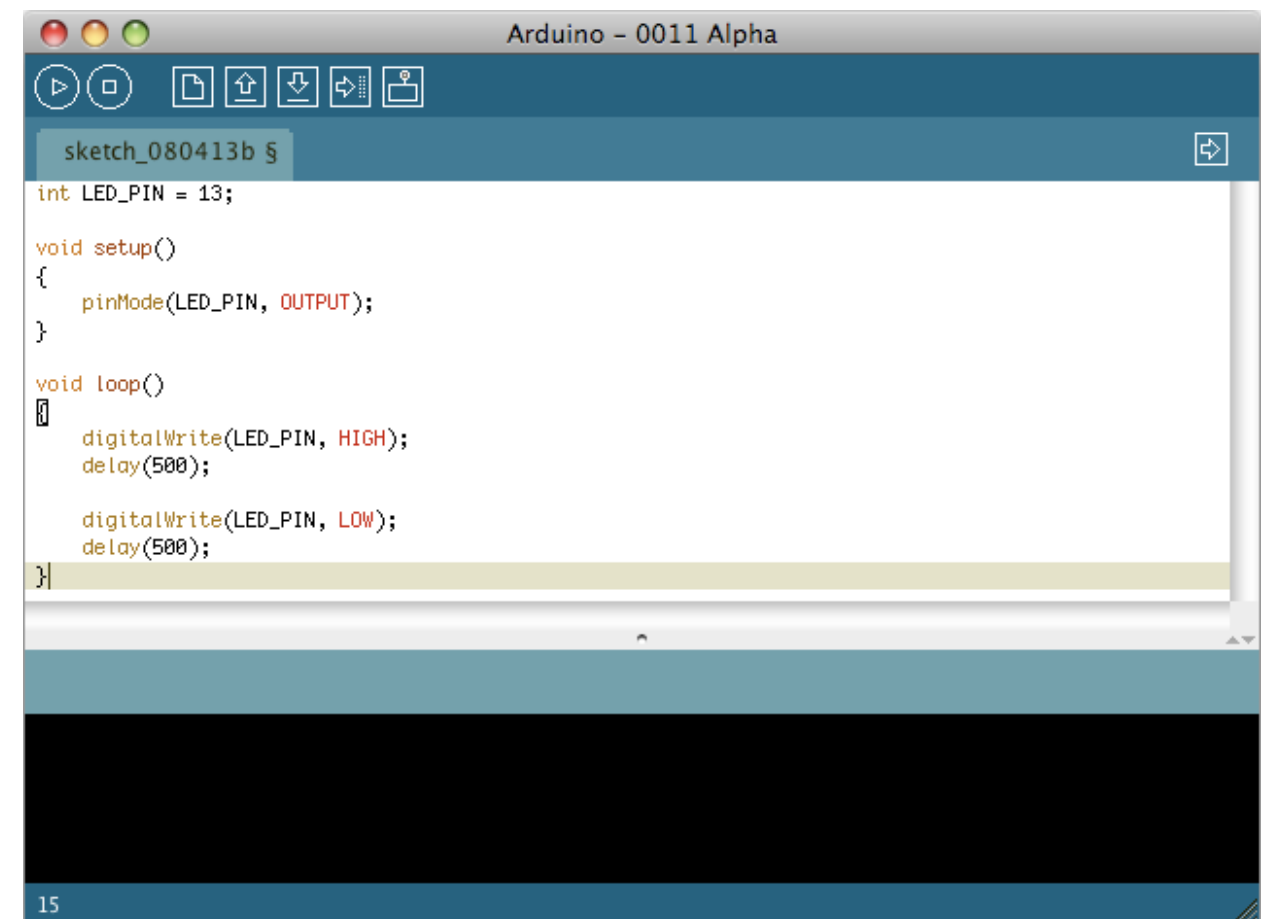 Arduino – 0011 Alpha
sketch_080413b §
int LED_PIN = 13;
void setup()
{
    pinMode(LED_PIN, OUTPUT);
}
void loop()
{
    digitalWrite(LED_PIN, HIGH);
    delay(500);
    digitalWrite(LED_PIN, LOW);
    delay(500);
}
15